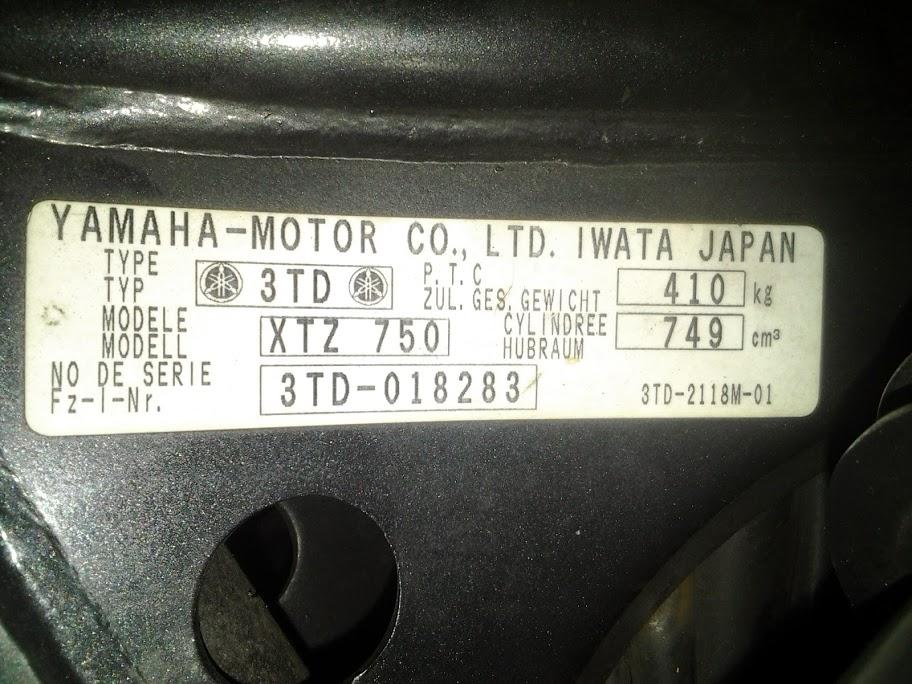 YAMAHA-MOTOR CO., LTD. IWATA JAPAN
TYPE
TYP
3TD
P.T.C
ZUL. GES. GEWICHT
410 kg
MODELE
MODELL
XTZ 750
CYLINDREE
HUBRAUM
749 cm³
NO DE SERIE
Fz-I-Nr.
3TD-018283
3TD-2118M-01